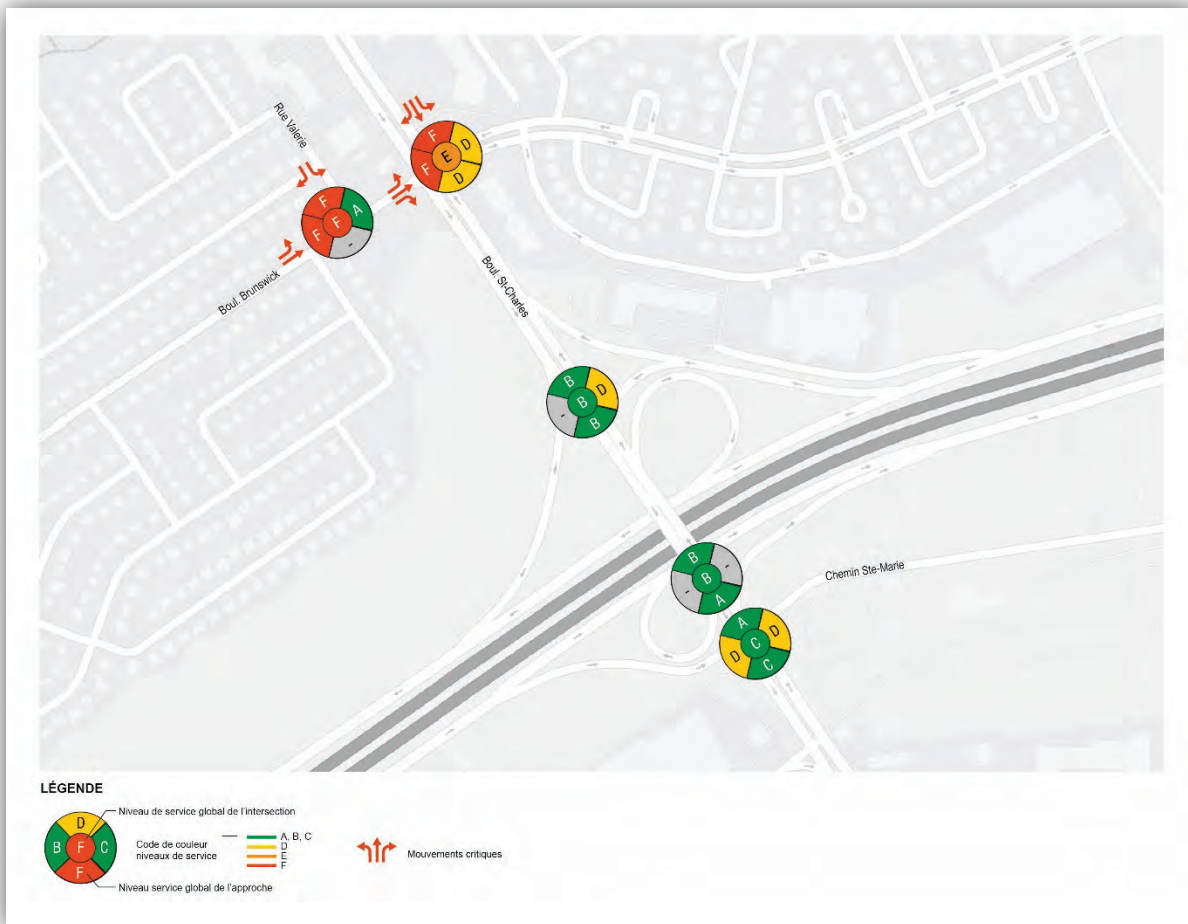 Rue Valerie
F
D
E
F
D
F
A
F
F
-
Boul. Brunswick
Boul. St-Charles
B
D
B
-
B
B
-
B
-
A
Chemin Ste-Marie
A
D
C
D
C
LÉGENDE
Niveau de service global de l'intersection
D
B
F
C
F
Code de couleur
niveaux de service
A, B, C
D
E
F
Mouvements critiques
Niveau service global de l'approche